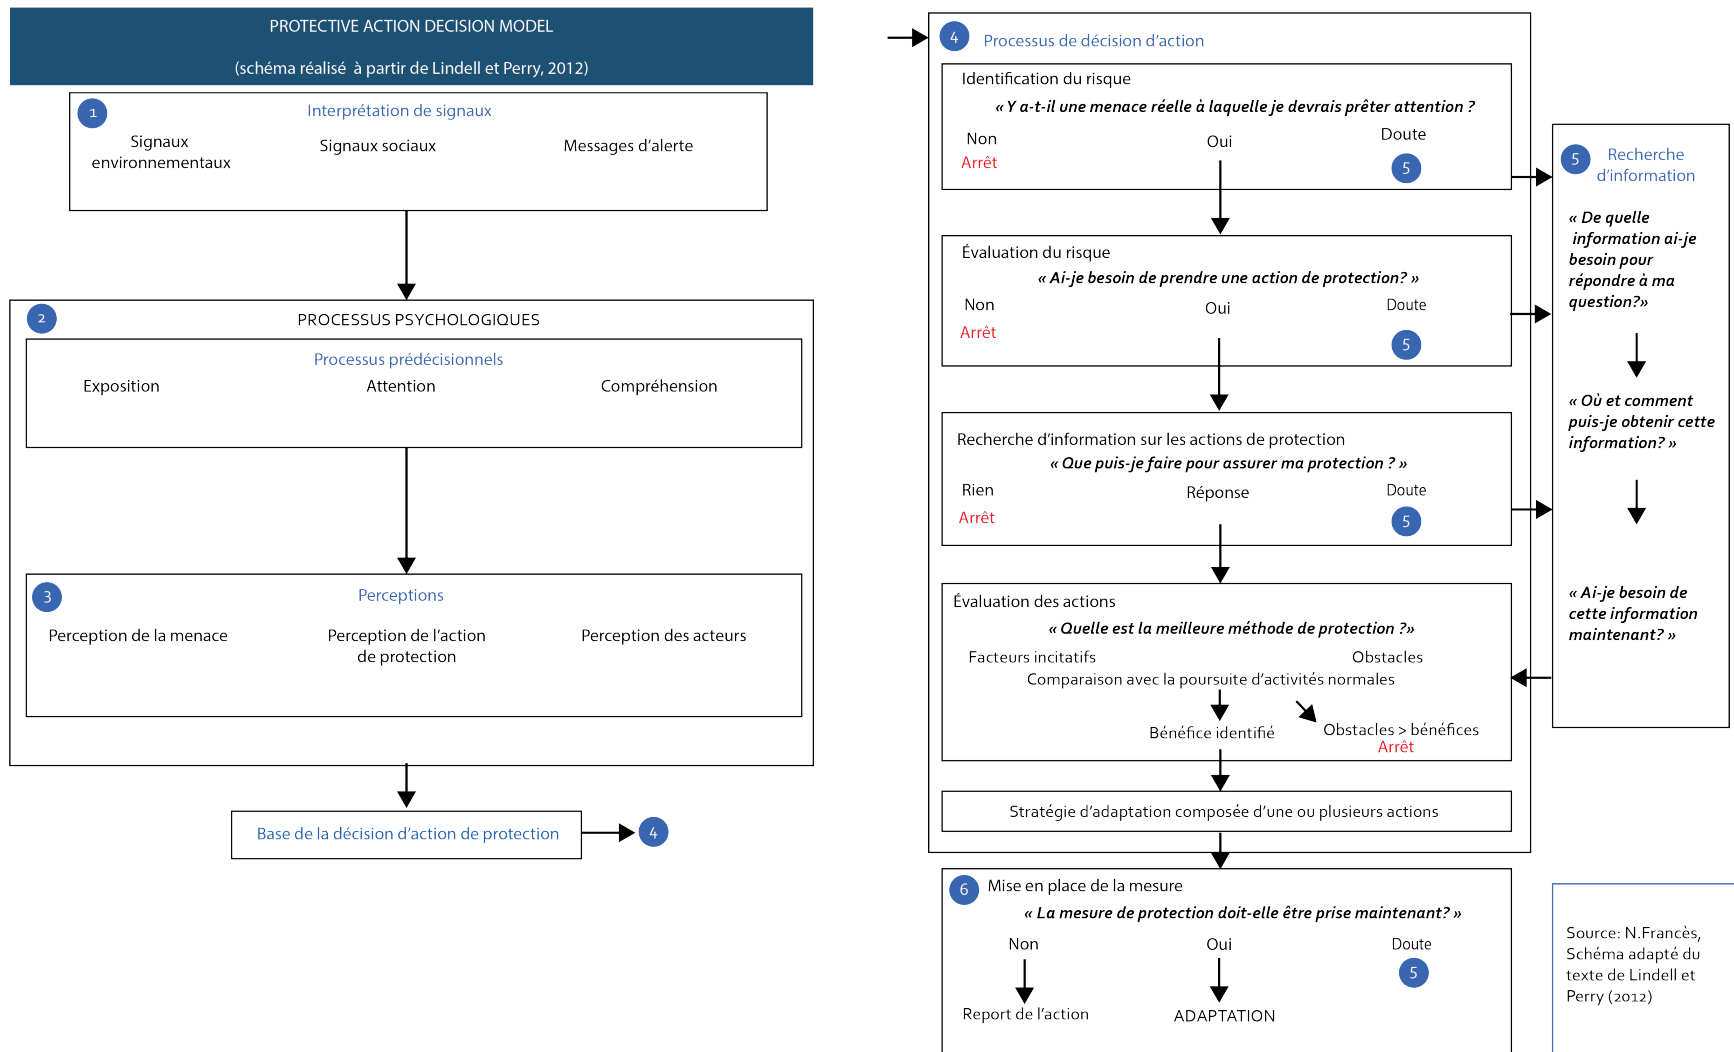 PROTECTIVE ACTION DECISION MODEL
(schéma réalisé à partir de Lindell et Perry, 2012)
1
Interprétation de signaux
Signaux
environnementaux
Signaux sociaux
Messages d'alerte
2
PROCESSUS PSYCHOLOGIQUES
Processus prédécisionnels
Exposition
Attention
Compréhension
3
Perceptions
Perception de la menace
Perception de l'action
de protection
Perception des acteurs
Base de la décision d'action de protection
4
4
Processus de décision d'action
Identification du risque
« Y a-t-il une menace réelle à laquelle je devrais prêter attention ?
Non
Arrêt
Oui
Doute
5
Évaluation du risque
« Ai-je besoin de prendre une action de protection? »
Non
Arrêt
Oui
Doute
5
Recherche d'information sur les actions de protection
« Que puis-je faire pour assurer ma protection ? »
Rien
Arrêt
Réponse
Doute
5
Évaluation des actions
« Quelle est la meilleure méthode de protection ?»
Facteurs incitatifs
Obstacles
Comparaison avec la poursuite d'activités normales
Bénéfice identifié
Obstacles > bénéfices
Arrêt
Stratégie d'adaptation composée d'une ou plusieurs actions
5
Recherche
d'information
« De quelle
information ai-je
besoin pour
répondre à ma
question?»
« Où et comment
puis-je obtenir cette
information? »
« Ai-je besoin de
cette information
maintenant? »
6
Mise en place de la mesure
« La mesure de protection doit-elle être prise maintenant? »
Non
Oui
Doute
5
Report de l'action
ADAPTATION
Source: N.Francès,
Schéma adapté du
texte de Lindell et
Perry (2012)